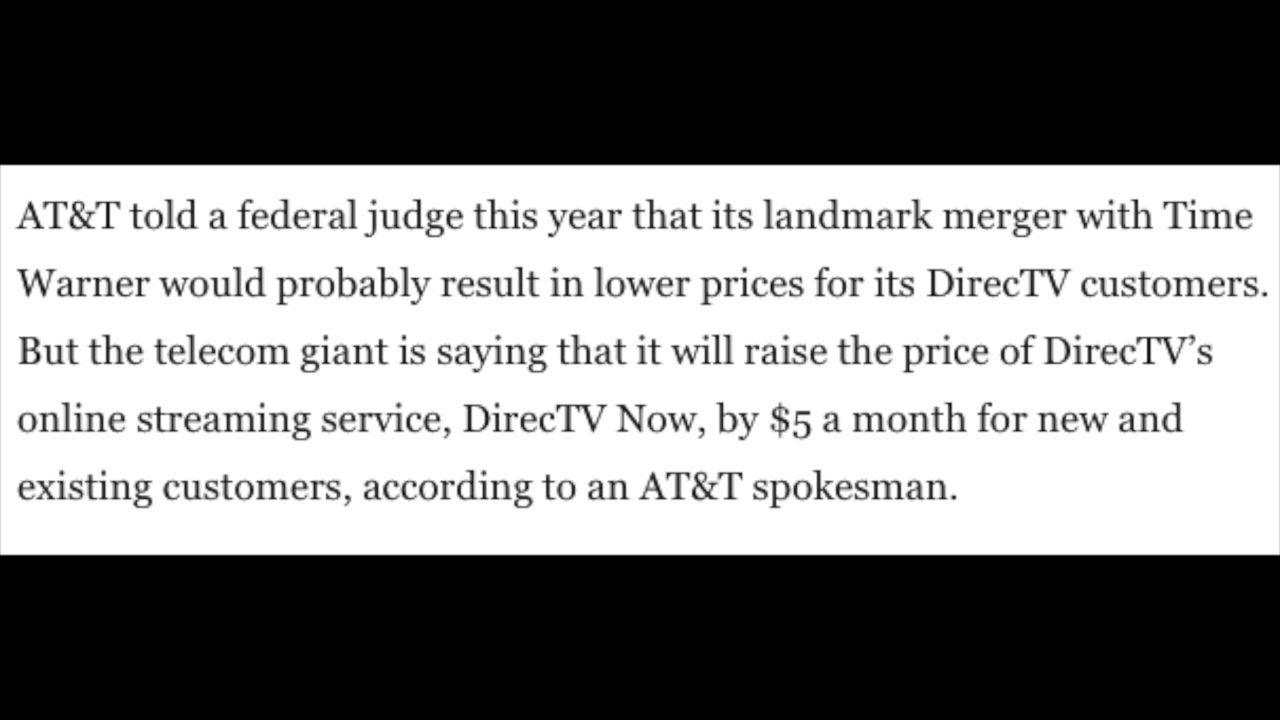 AT&T told a federal judge this year that its landmark merger with Time
Warner would probably result in lower prices for its DirecTV customers.
But the telecom giant is saying that it will raise the price of DirecTV’s
online streaming service, DirecTV Now, by $5 a month for new and
existing customers, according to an AT&T spokesman.